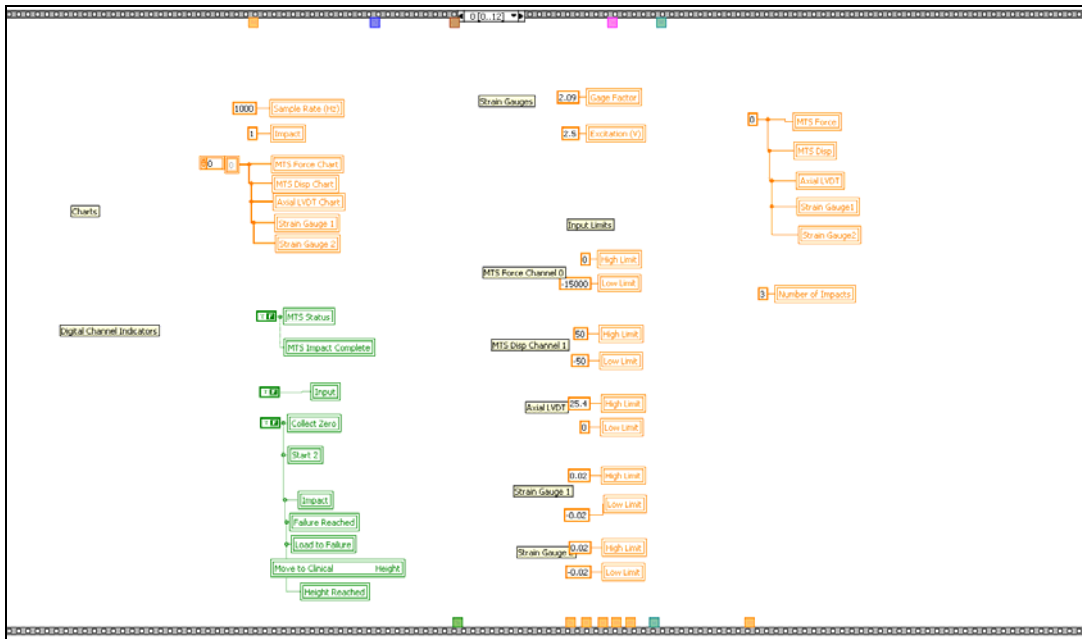 0 [0..12]
1000 Sample Rate (Hz)
1 Impact
0 0 MTS Force Chart
MTS Disp Chart
Axial LVDT Chart
Strain Gauge 1
Strain Gauge 2
Charts
Digital Channel Indicators
T F MTS Status
MTS Impact Complete
T F Input
T F Collect Zero
Start 2
Impact
Failure Reached
Load to Failure
Move to Clinical Height
Height Reached
Strain Gauges
2.09 Gage Factor
2.5 Excitation (V)
Input Limits
MTS Force Channel 0
0 High Limit
-15000 Low Limit
MTS Disp Channel 1
50 High Limit
-50 Low Limit
Axial LVDT
25.4 High Limit
0 Low Limit
Strain Gauge 1
0.02 High Limit
-0.02 Low Limit
Strain Gauge
0.02 High Limit
-0.02 Low Limit
0 MTS Force
MTS Disp
Axial LVDT
Strain Gauge1
Strain Gauge2
3 Number of Impacts